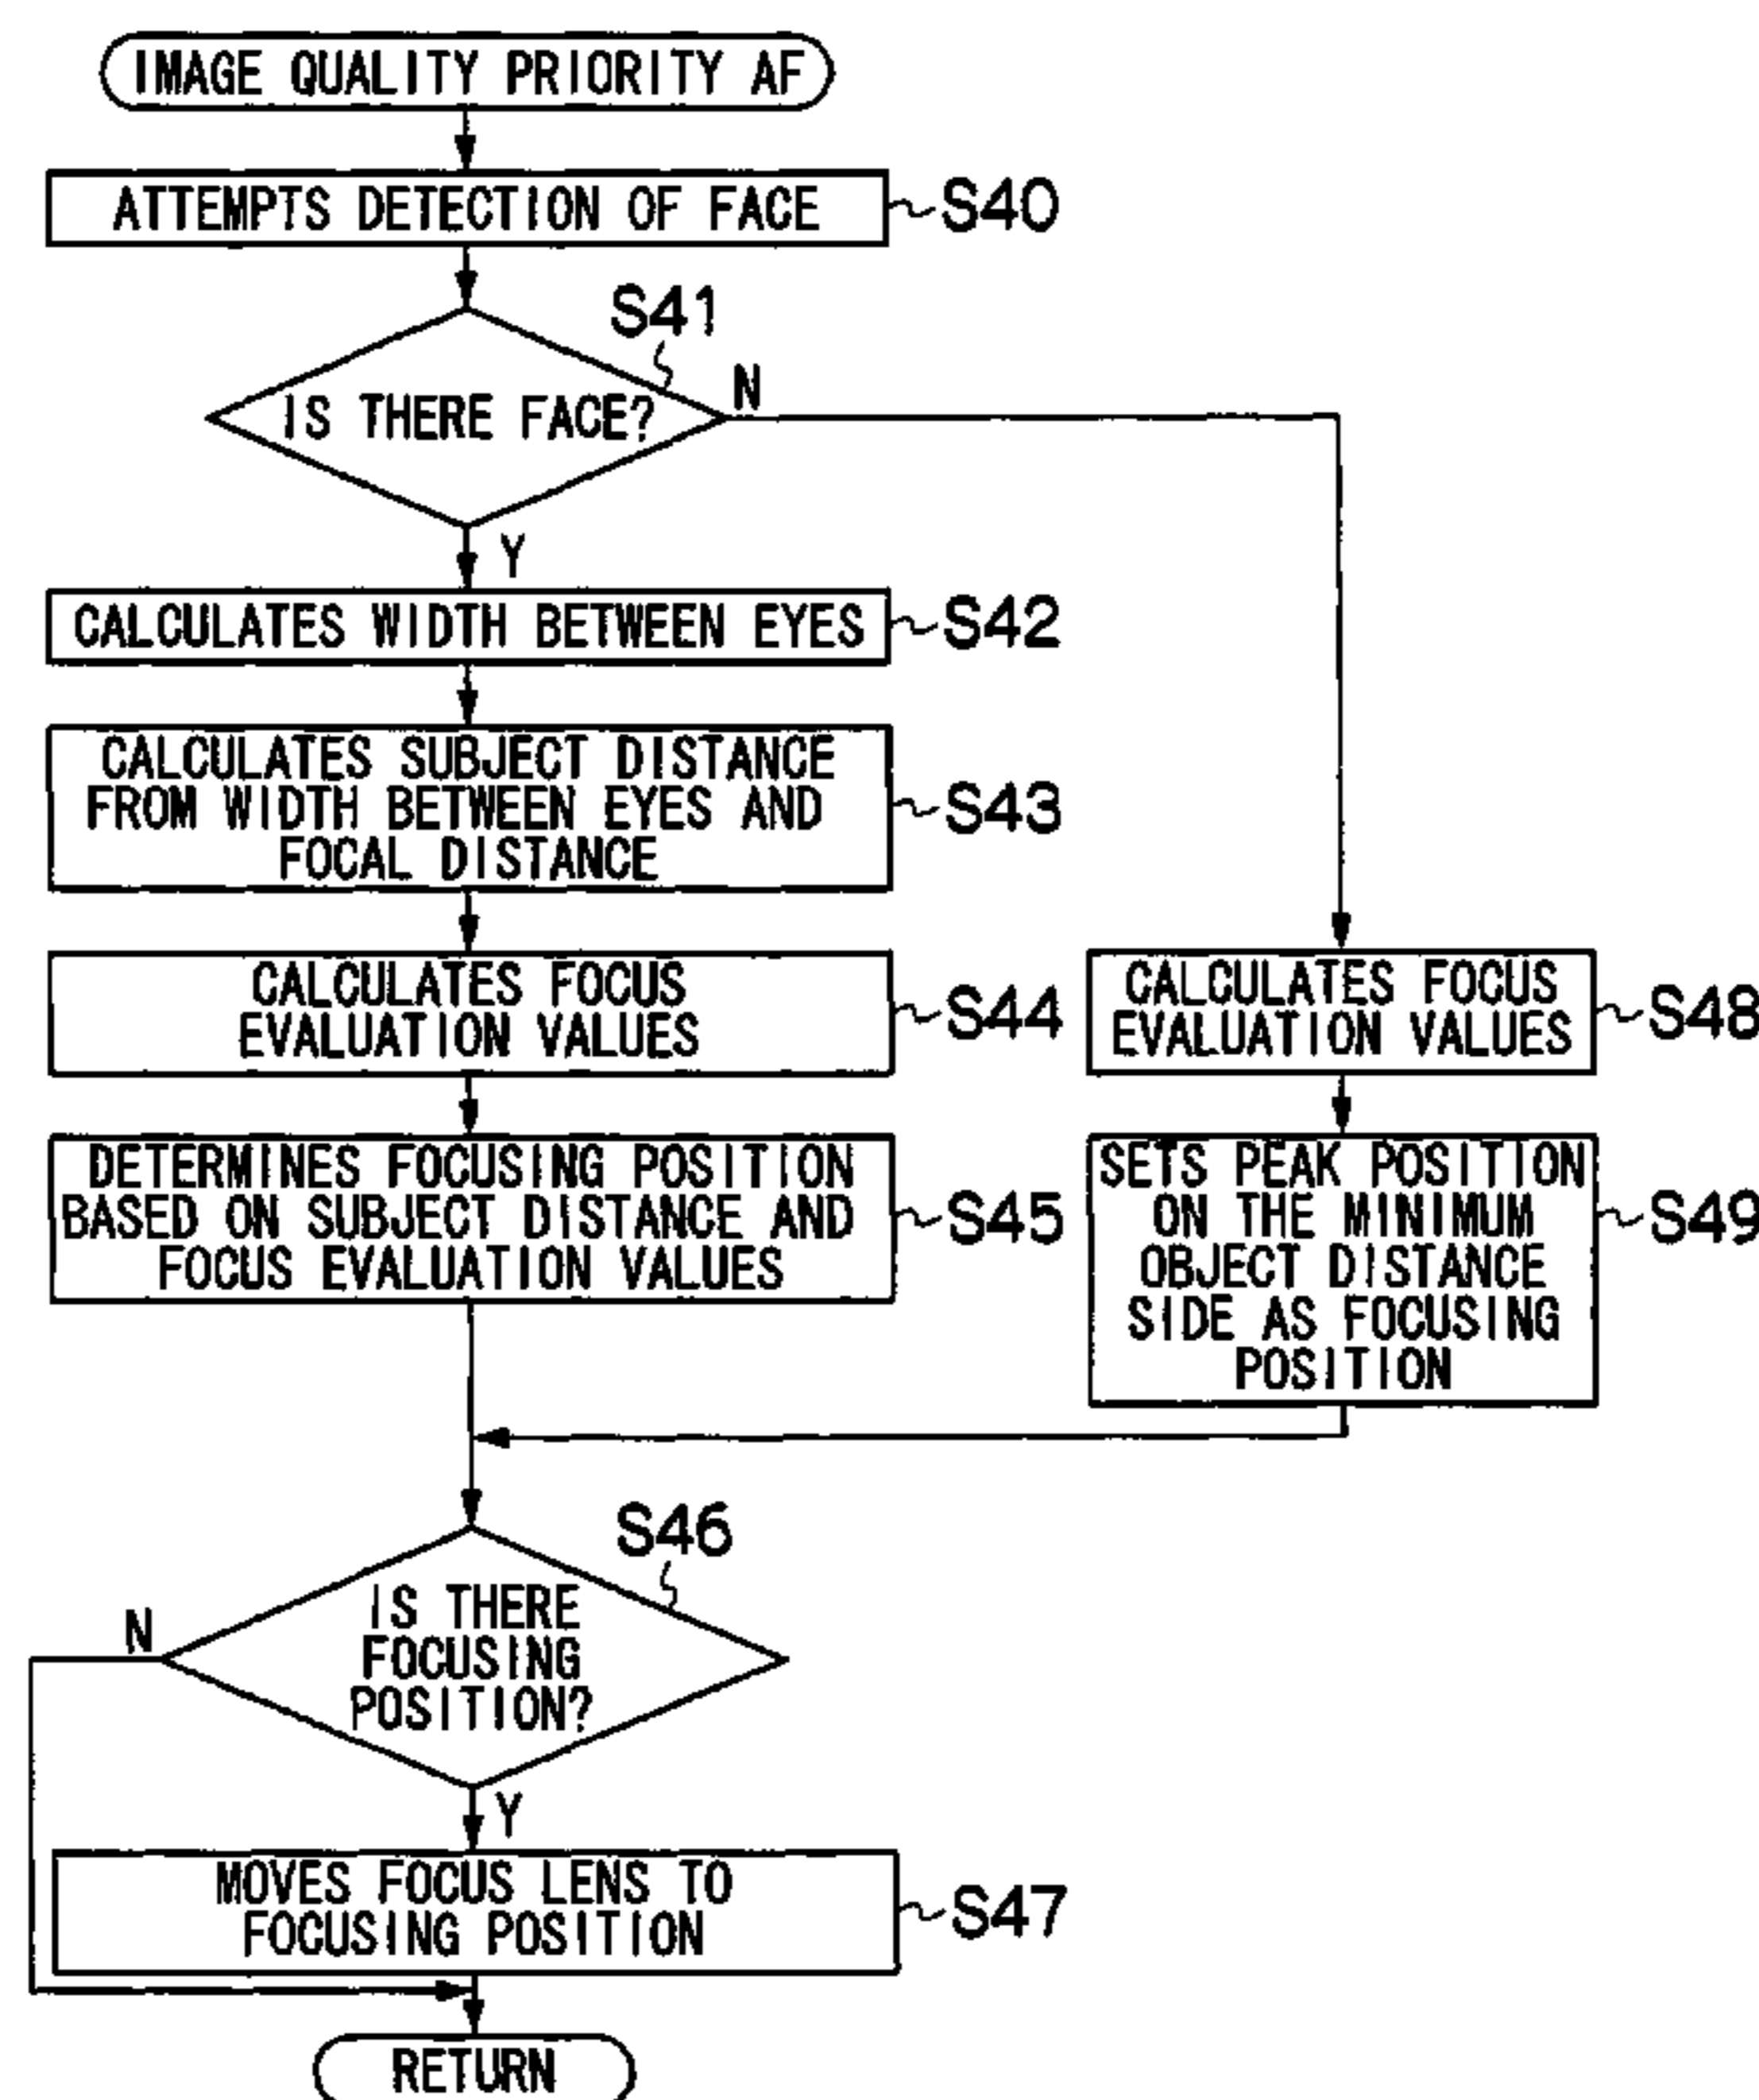 IMAGE QUALITY PRIORITY AF
ATTEMPTS DETECTION OF FACE
S40
S41
IS THERE FACE?
N
Y
CALCULATES WIDTH BETWEEN EYES
S42
CALCULATES SUBJECT DISTANCE
FROM WIDTH BETWEEN EYES AND
FOCAL DISTANCE
S43
CALCULATES FOCUS
EVALUATION VALUES
S44
CALCULATES FOCUS
EVALUATION VALUES
S48
DETERMINES FOCUSING POSITION
BASED ON SUBJECT DISTANCE AND
FOCUS EVALUATION VALUES
S45
SETS PEAK POSITION
ON THE MINIMUM
OBJECT DISTANCE
SIDE AS FOCUSING
POSITION
S49
S46
IS THERE
FOCUSING
POSITION?
N
Y
MOVES FOCUS LENS TO
FOCUSING POSITION
S47
RETURN